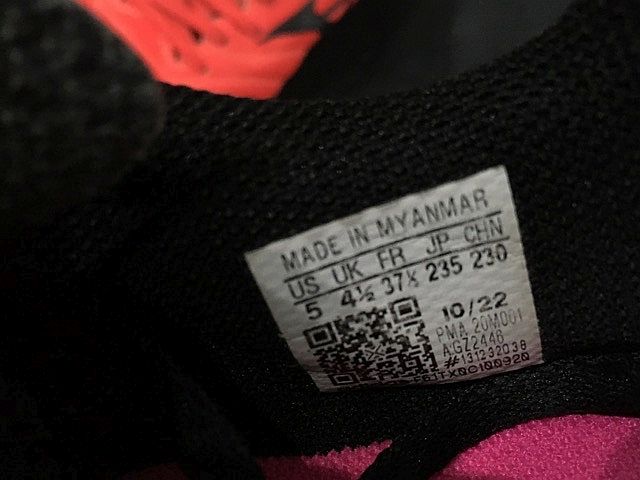 MADE IN MYANMAR
US UK FR JP CHN
5 4½ 37⅓ 235 230
10/22
PMA 20M001
#131232038